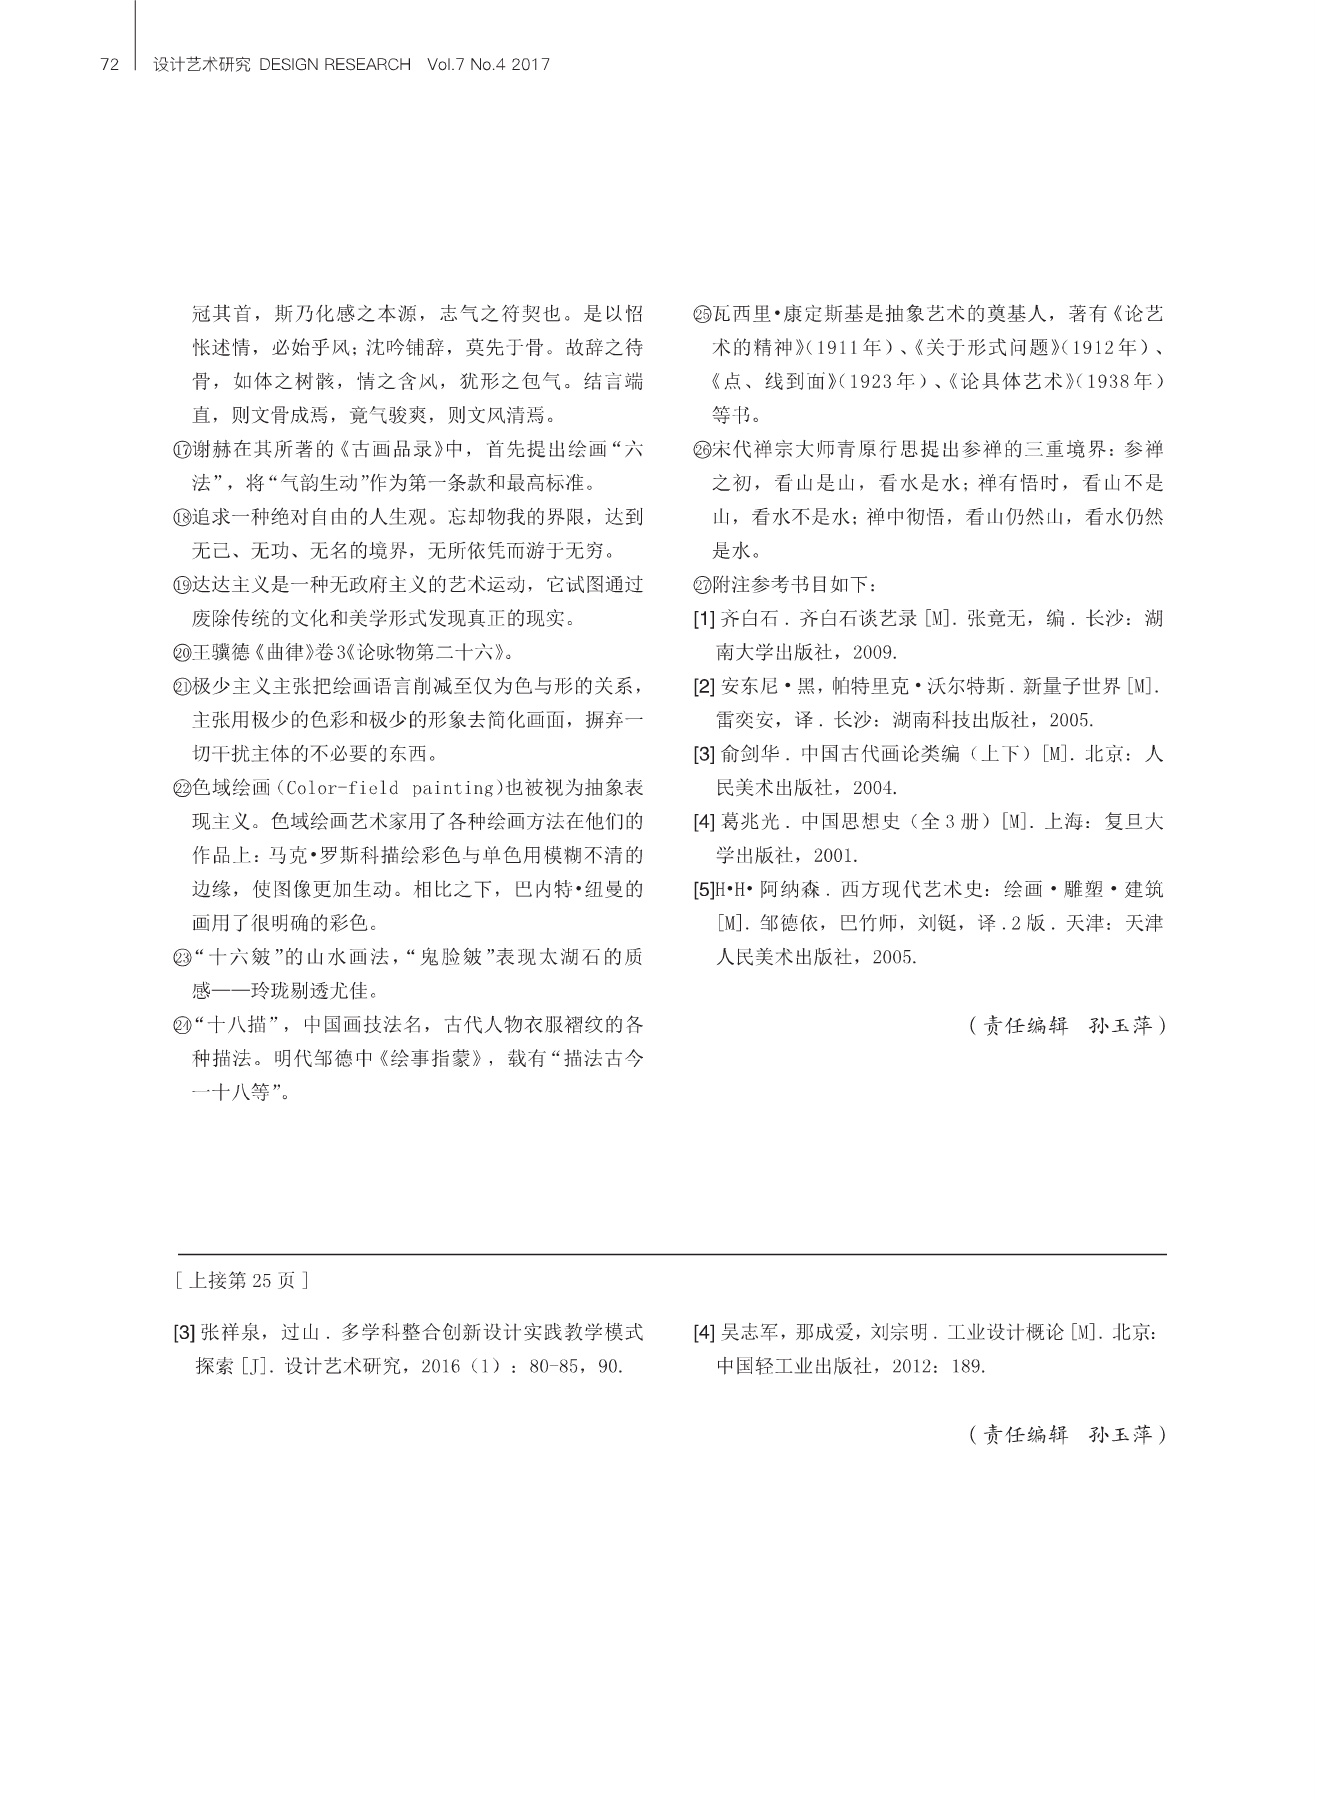 72 设计艺术研究 DESIGN RESEARCH Vol.7 No.4 2017
冠其首，斯乃化感之本源，志气之符契也。是以怊
怅述情，必始乎风；沈吟铺辞，莫先于骨。故辞之待
骨，如体之树骸，情之含风，犹形之包气。结言端
直，则文骨成焉，竟气骏爽，则文风清焉。
⑰谢赫在其所著的《古画品录》中，首先提出绘画“六
法”，将“气韵生动”作为第一条款和最高标准。
⑱追求一种绝对自由的人生观。忘却物我的界限，达到
无己、无功、无名的境界，无所依凭而游于无穷。
⑲达达主义是一种无政府主义的艺术运动，它试图通过
废除传统的文化和美学形式发现真正的现实。
⑳王骥德《曲律》卷3《论咏物第二十六》。
㉑极少主义主张把绘画语言削减至仅为色与形的关系，
主张用极少的色彩和极少的形象去简化画面，摒弃一
切干扰主体的不必要的东西。
㉒色域绘画（Color-field painting）也被视为抽象表
现主义。色域绘画艺术家用了各种绘画方法在他们的
作品上：马克•罗斯科描绘彩色与单色用模糊不清的
边缘，使图像更加生动。相比之下，巴内特•纽曼的
画用了很明确的彩色。
㉓“十六皴”的山水画法，“鬼脸皴”表现太湖石的质
感——玲珑剔透尤佳。
㉔“十八描”，中国画技法名，古代人物衣服褶纹的各
种描法。明代邹德中《绘事指蒙》，载有“描法古今
一十八等”。
㉕瓦西里•康定斯基是抽象艺术的奠基人，著有《论艺
术的精神》（1911年）、《关于形式问题》（1912年）、
《点、线到面》（1923年）、《论具体艺术》（1938年）
等书。
㉖宋代禅宗大师青原行思提出参禅的三重境界：参禅
之初，看山是山，看水是水；禅有悟时，看山不是
山，看水不是水；禅中彻悟，看山仍然山，看水仍然
是水。
㉗附注参考书目如下：
[1] 齐白石．齐白石谈艺录［M］．张竟无，编．长沙：湖
南大学出版社，2009.
[2] 安东尼·黑，帕特里克·沃尔特斯．新量子世界［M］．
雷奕安，译．长沙：湖南科技出版社，2005.
[3] 俞剑华．中国古代画论类编（上下）［M］．北京：人
民美术出版社，2004.
[4] 葛兆光．中国思想史（全 3 册）［M］．上海：复旦大
学出版社，2001.
[5]H•H•阿纳森．西方现代艺术史：绘画·雕塑·建筑
［M］．邹德侬，巴竹师，刘铤，译．2 版．天津：天津
人民美术出版社，2005.
（责任编辑 孙玉萍）
［上接第 25 页］
[3] 张祥泉，过山．多学科整合创新设计实践教学模式
探索［J］．设计艺术研究，2016（1）：80-85，90.
[4] 吴志军，那成爱，刘宗明．工业设计概论［M］．北京：
中国轻工业出版社，2012：189.
（责任编辑 孙玉萍）